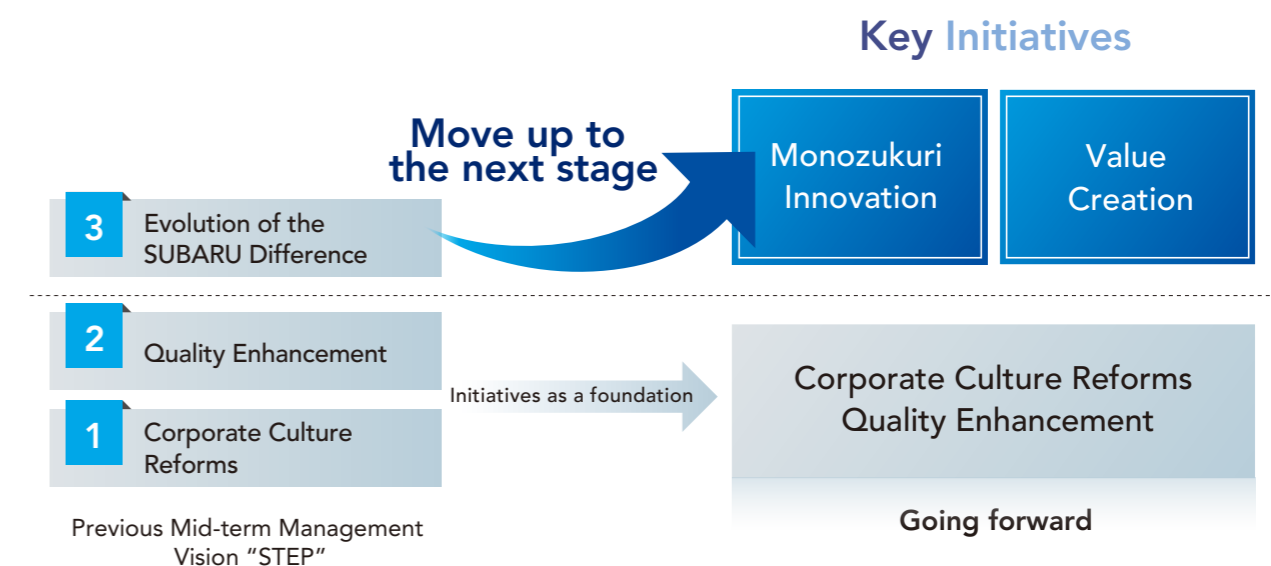 Key Initiatives
Move up to
the next stage
Monozukuri
Innovation
Value
Creation
3
Evolution of the
SUBARU Difference
2
Quality Enhancement
1
Corporate Culture
Reforms
Initiatives as a foundation
Corporate Culture Reforms
Quality Enhancement
Previous Mid-term Management
Vision “STEP”
Going forward